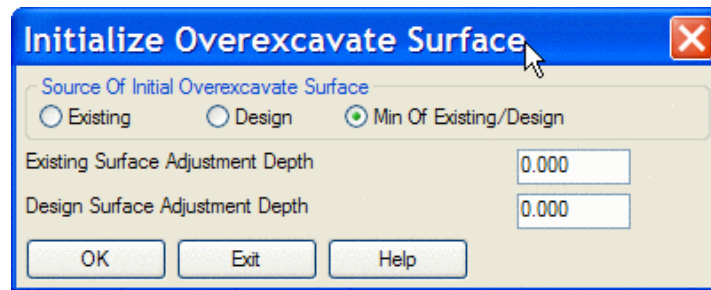 Initialize Overexcavate Surface
Source Of Initial Overexcavate Surface
Existing Design Min Of Existing/Design
Existing Surface Adjustment Depth 0.000
Design Surface Adjustment Depth 0.000
OK Exit Help